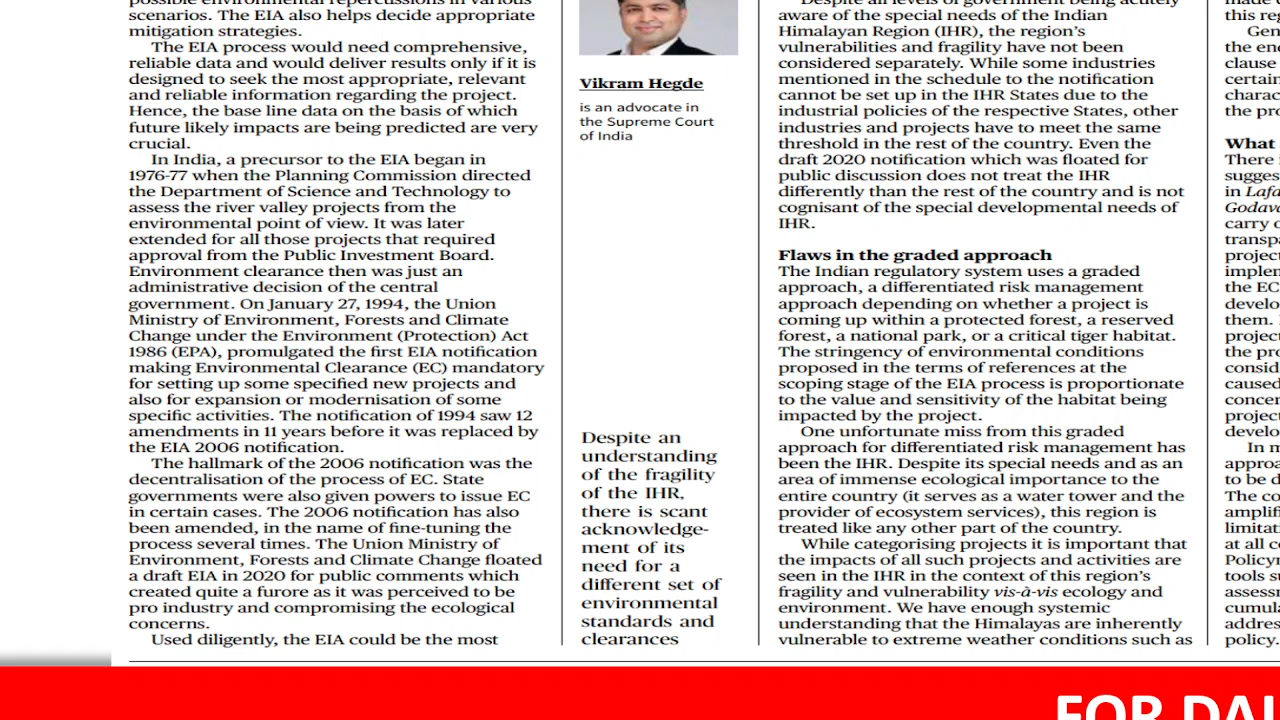 possible environmental repercussions in various
scenarios. The EIA also helps decide appropriate
mitigation strategies.
The EIA process would need comprehensive,
reliable data and would deliver results only if it is
designed to seek the most appropriate, relevant
and reliable information regarding the project.
Hence, the base line data on the basis of which
future likely impacts are being predicted are very
crucial.
In India, a precursor to the EIA began in
1976-77 when the Planning Commission directed
the Department of Science and Technology to
assess the river valley projects from the
environmental point of view. It was later
extended for all those projects that required
approval from the Public Investment Board.
Environment clearance then was just an
administrative decision of the central
government. On January 27, 1994, the Union
Ministry of Environment, Forests and Climate
Change under the Environment (Protection) Act
1986 (EPA), promulgated the first EIA notification
making Environmental Clearance (EC) mandatory
for setting up some specified new projects and
also for expansion or modernisation of some
specific activities. The notification of 1994 saw 12
amendments in 11 years before it was replaced by
the EIA 2006 notification.
The hallmark of the 2006 notification was the
decentralisation of the process of EC. State
governments were also given powers to issue EC
in certain cases. The 2006 notification has also
been amended, in the name of fine-tuning the
process several times. The Union Ministry of
Environment, Forests and Climate Change floated
a draft EIA in 2020 for public comments which
created quite a furore as it was perceived to be
pro industry and compromising the ecological
concerns.
Used diligently, the EIA could be the most
Vikram Hegde
is an advocate in
the Supreme Court
of India
Despite an
understanding
of the fragility
of the IHR,
there is scant
acknowledge-
ment of its
need for a
different set of
environmental
standards and
clearances
Despite all levels of government being acutely
aware of the special needs of the Indian
Himalayan Region (IHR), the region's
vulnerabilities and fragility have not been
considered separately. While some industries
mentioned in the schedule to the notification
cannot be set up in the IHR States due to the
industrial policies of the respective States, other
industries and projects have to meet the same
threshold in the rest of the country. Even the
draft 2020 notification which was floated for
public discussion does not treat the IHR
differently than the rest of the country and is not
cognisant of the special developmental needs of
IHR.
Flaws in the graded approach
The Indian regulatory system uses a graded
approach, a differentiated risk management
approach depending on whether a project is
coming up within a protected forest, a reserved
forest, a national park, or a critical tiger habitat.
The stringency of environmental conditions
proposed in the terms of references at the
scoping stage of the EIA process is proportionate
to the value and sensitivity of the habitat being
impacted by the project.
One unfortunate miss from this graded
approach for differentiated risk management has
been the IHR. Despite its special needs and as an
area of immense ecological importance to the
entire country (it serves as a water tower and the
provider of ecosystem services), this region is
treated like any other part of the country.
While categorising projects it is important that
the impacts of all such projects and activities are
seen in the IHR in the context of this region's
fragility and vulnerability vis-à-vis ecology and
environment. We have enough systemic
understanding that the Himalayas are inherently
vulnerable to extreme weather conditions such as
this
the
clause
What
There
in
carry
the EC
them.
In
to be
The
at all
tools
policy.
FOR